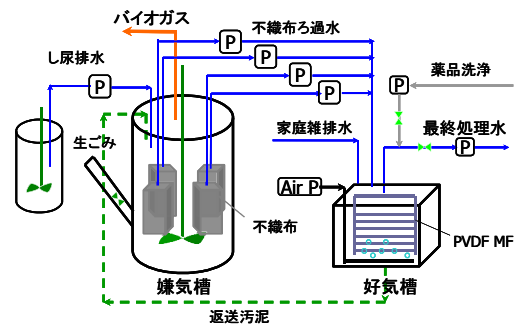 バイオガス
不織布ろ過水
P
P
し尿排水
P
P
P
薬品洗浄
P
生ごみ
家庭雑排水
最終処理水
P
Air P
不織布
PVDF MF
嫌気槽
好気槽
返送汚泥